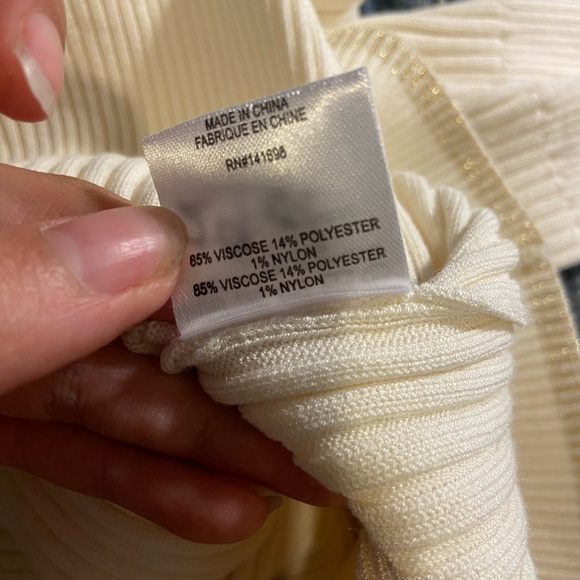 MADE IN CHINA
FABRIQUE EN CHINE
RN#141698
85% VISCOSE 14% POLYESTER
1% NYLON
85% VISCOSE 14% POLYESTER
1% NYLON